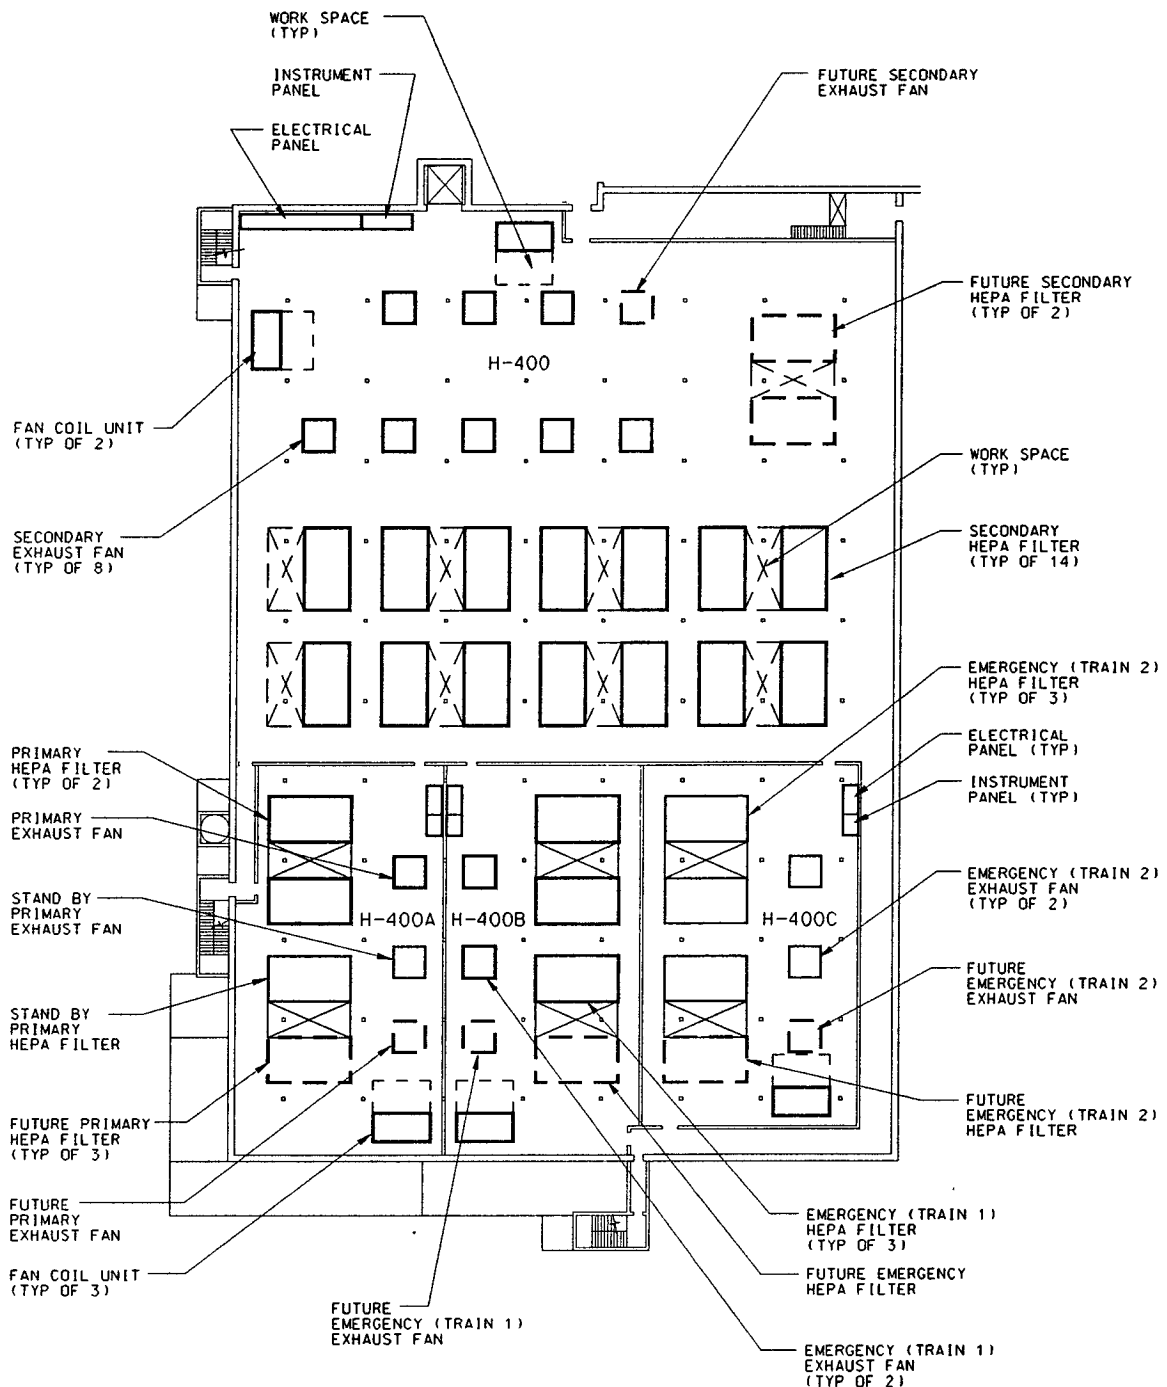 WORK SPACE
(TYP)
INSTRUMENT
PANEL
ELECTRICAL
PANEL
FUTURE SECONDARY
EXHAUST FAN
FUTURE SECONDARY
HEPA FILTER
(TYP OF 2)
H-400
FAN COIL UNIT
(TYP OF 2)
WORK SPACE
(TYP)
SECONDARY
EXHAUST FAN
(TYP OF 8)
SECONDARY
HEPA FILTER
(TYP OF 14)
EMERGENCY (TRAIN 2)
HEPA FILTER
(TYP OF 3)
ELECTRICAL
PANEL (TYP)
INSTRUMENT
PANEL (TYP)
PRIMARY
HEPA FILTER
(TYP OF 2)
PRIMARY
EXHAUST FAN
STAND BY
PRIMARY
EXHAUST FAN
H-400A
H-400B
H-400C
EMERGENCY (TRAIN 2)
EXHAUST FAN
(TYP OF 2)
FUTURE
EMERGENCY (TRAIN 2)
EXHAUST FAN
STAND BY
PRIMARY
HEPA FILTER
FUTURE PRIMARY
HEPA FILTER
(TYP OF 3)
FUTURE
EMERGENCY (TRAIN 2)
HEPA FILTER
FUTURE
PRIMARY
EXHAUST FAN
FAN COIL UNIT
(TYP OF 3)
FUTURE
EMERGENCY (TRAIN 1)
EXHAUST FAN
EMERGENCY (TRAIN 1)
HEPA FILTER
(TYP OF 3)
FUTURE EMERGENCY
HEPA FILTER
EMERGENCY (TRAIN 1)
EXHAUST FAN
(TYP OF 2)